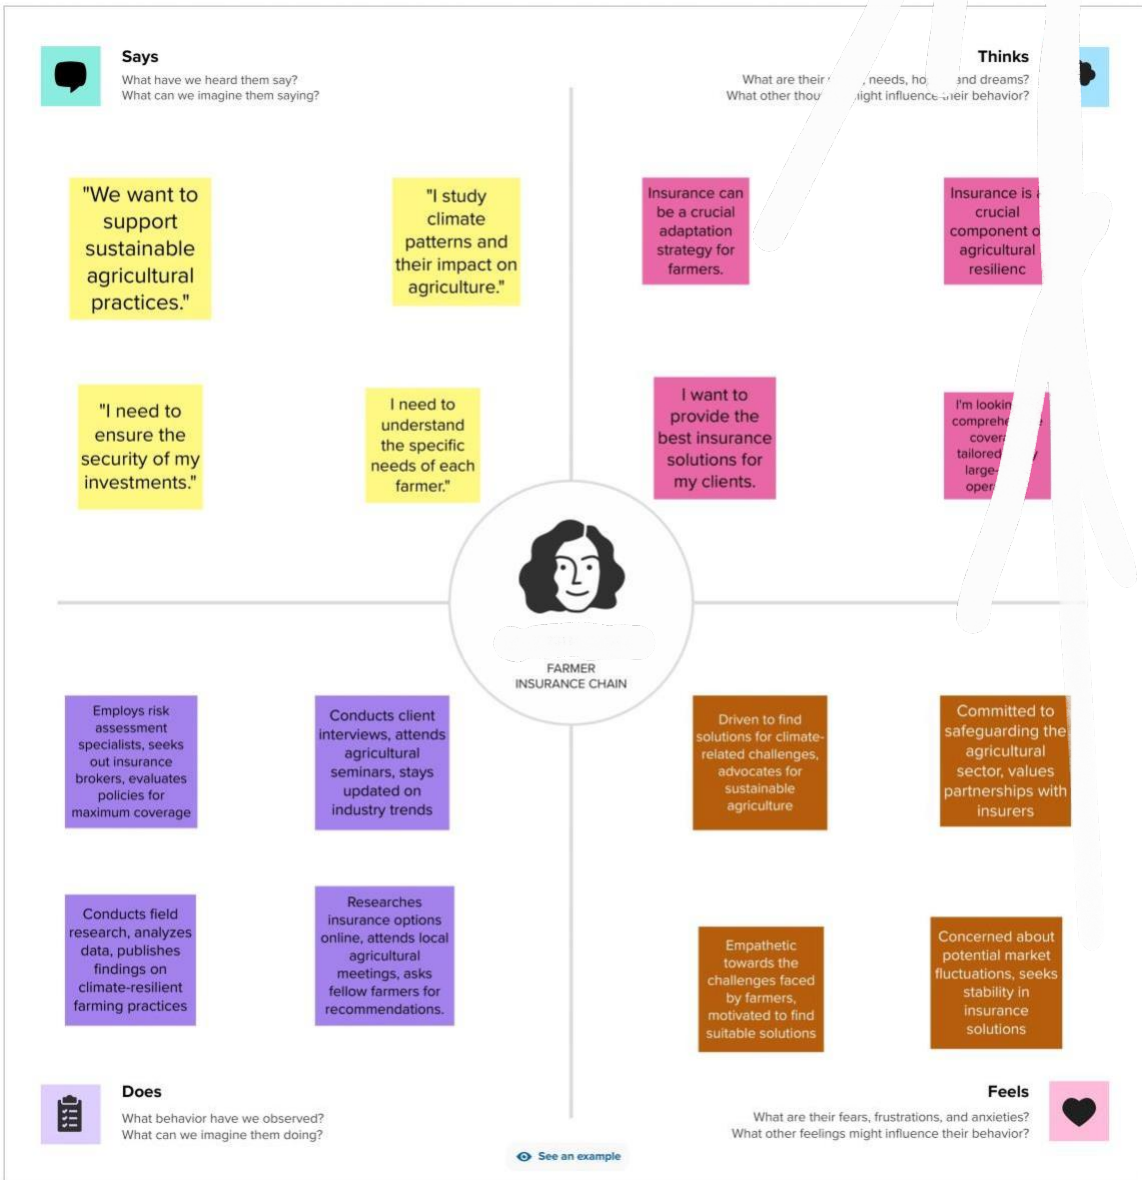 Says
What have we heard them say?
What can we imagine them saying?
Thinks
What are their needs, and dreams?
What other might influence their behavior?
"We want to
support
sustainable
agricultural
practices."
"I study
climate
patterns and
their impact on
agriculture."
Insurance can
be a crucial
adaptation
strategy for
farmers.
Insurance is
crucial
component
agricultural
resilienc
"I need to
ensure the
security of my
investments."
I need to
understand
the specific
needs of each
farmer."
I want to
provide the
best insurance
solutions for
my clients.
I'm
tailored
FARMER
INSURANCE CHAIN
Employs risk
assessment
specialists, seeks
out insurance
brokers, evaluates
policies for
maximum coverage
Conducts client
interviews, attends
agricultural
seminars, stays
updated on
industry trends
Driven to find
solutions for climate-
related challenges,
advocates for
sustainable
agriculture
Committed to
safeguarding the
agricultural
sector, values
partnerships with
insurers
Conducts field
research, analyzes
data, publishes
findings on
climate-resilient
farming practices
Researches
insurance options
online, attends local
agricultural
meetings, asks
fellow farmers for
recommendations.
Empathetic
towards the
challenges faced
by farmers,
motivated to find
suitable solutions
Concerned about
potential market
fluctuations, seeks
stability in
insurance
solutions
Does
What behavior have we observed?
What can we imagine them doing?
Feels
What are their fears, frustrations, and anxieties?
What other feelings might influence their behavior?
See an example